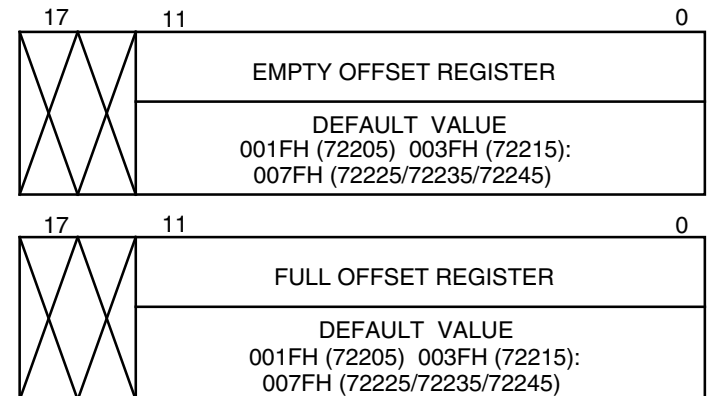 17 11 0
EMPTY OFFSET REGISTER
DEFAULT VALUE
001FH (72205) 003FH (72215):
007FH (72225/72235/72245)
17 11 0
FULL OFFSET REGISTER
DEFAULT VALUE
001FH (72205) 003FH (72215):
007FH (72225/72235/72245)